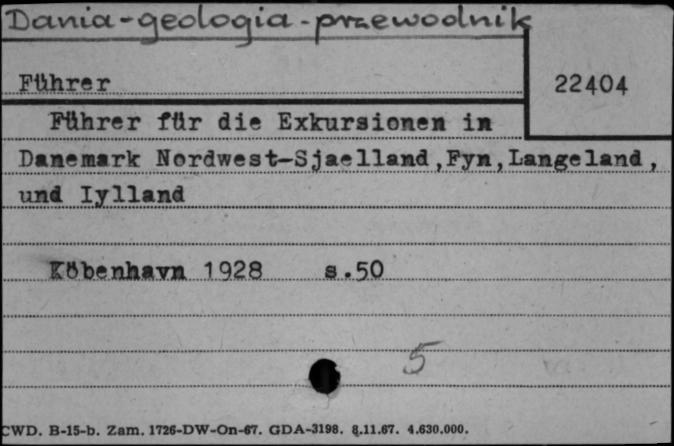 Dania-geologia-przewodnik
Führer
22404
Führer für die Exkursionen in
Danemark Nordwest-Sjaelland,Fyn,Langeland,
und Iylland
Köbenhavn 1928 s.50
5
CWD. B-15-b. Zam. 1726-DW-On-67. GDA-3198. 8.11.67. 4.630.000.